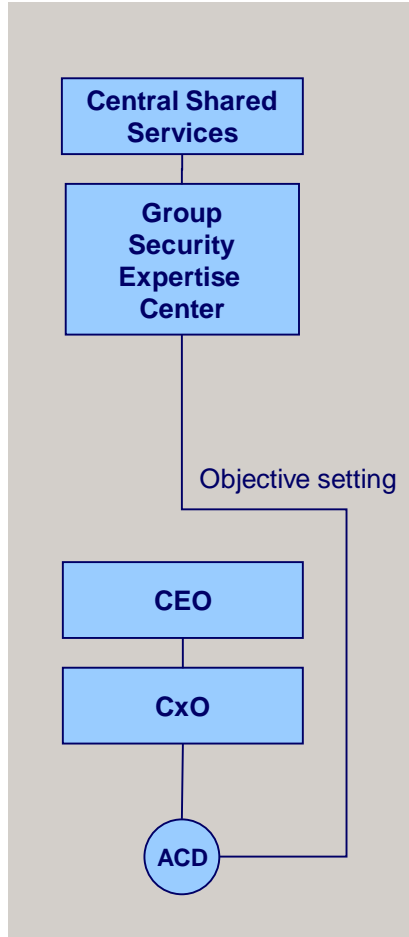 Central Shared
Services
Group
Security
Expertise
Center
Objective setting
CEO
CxO
ACD